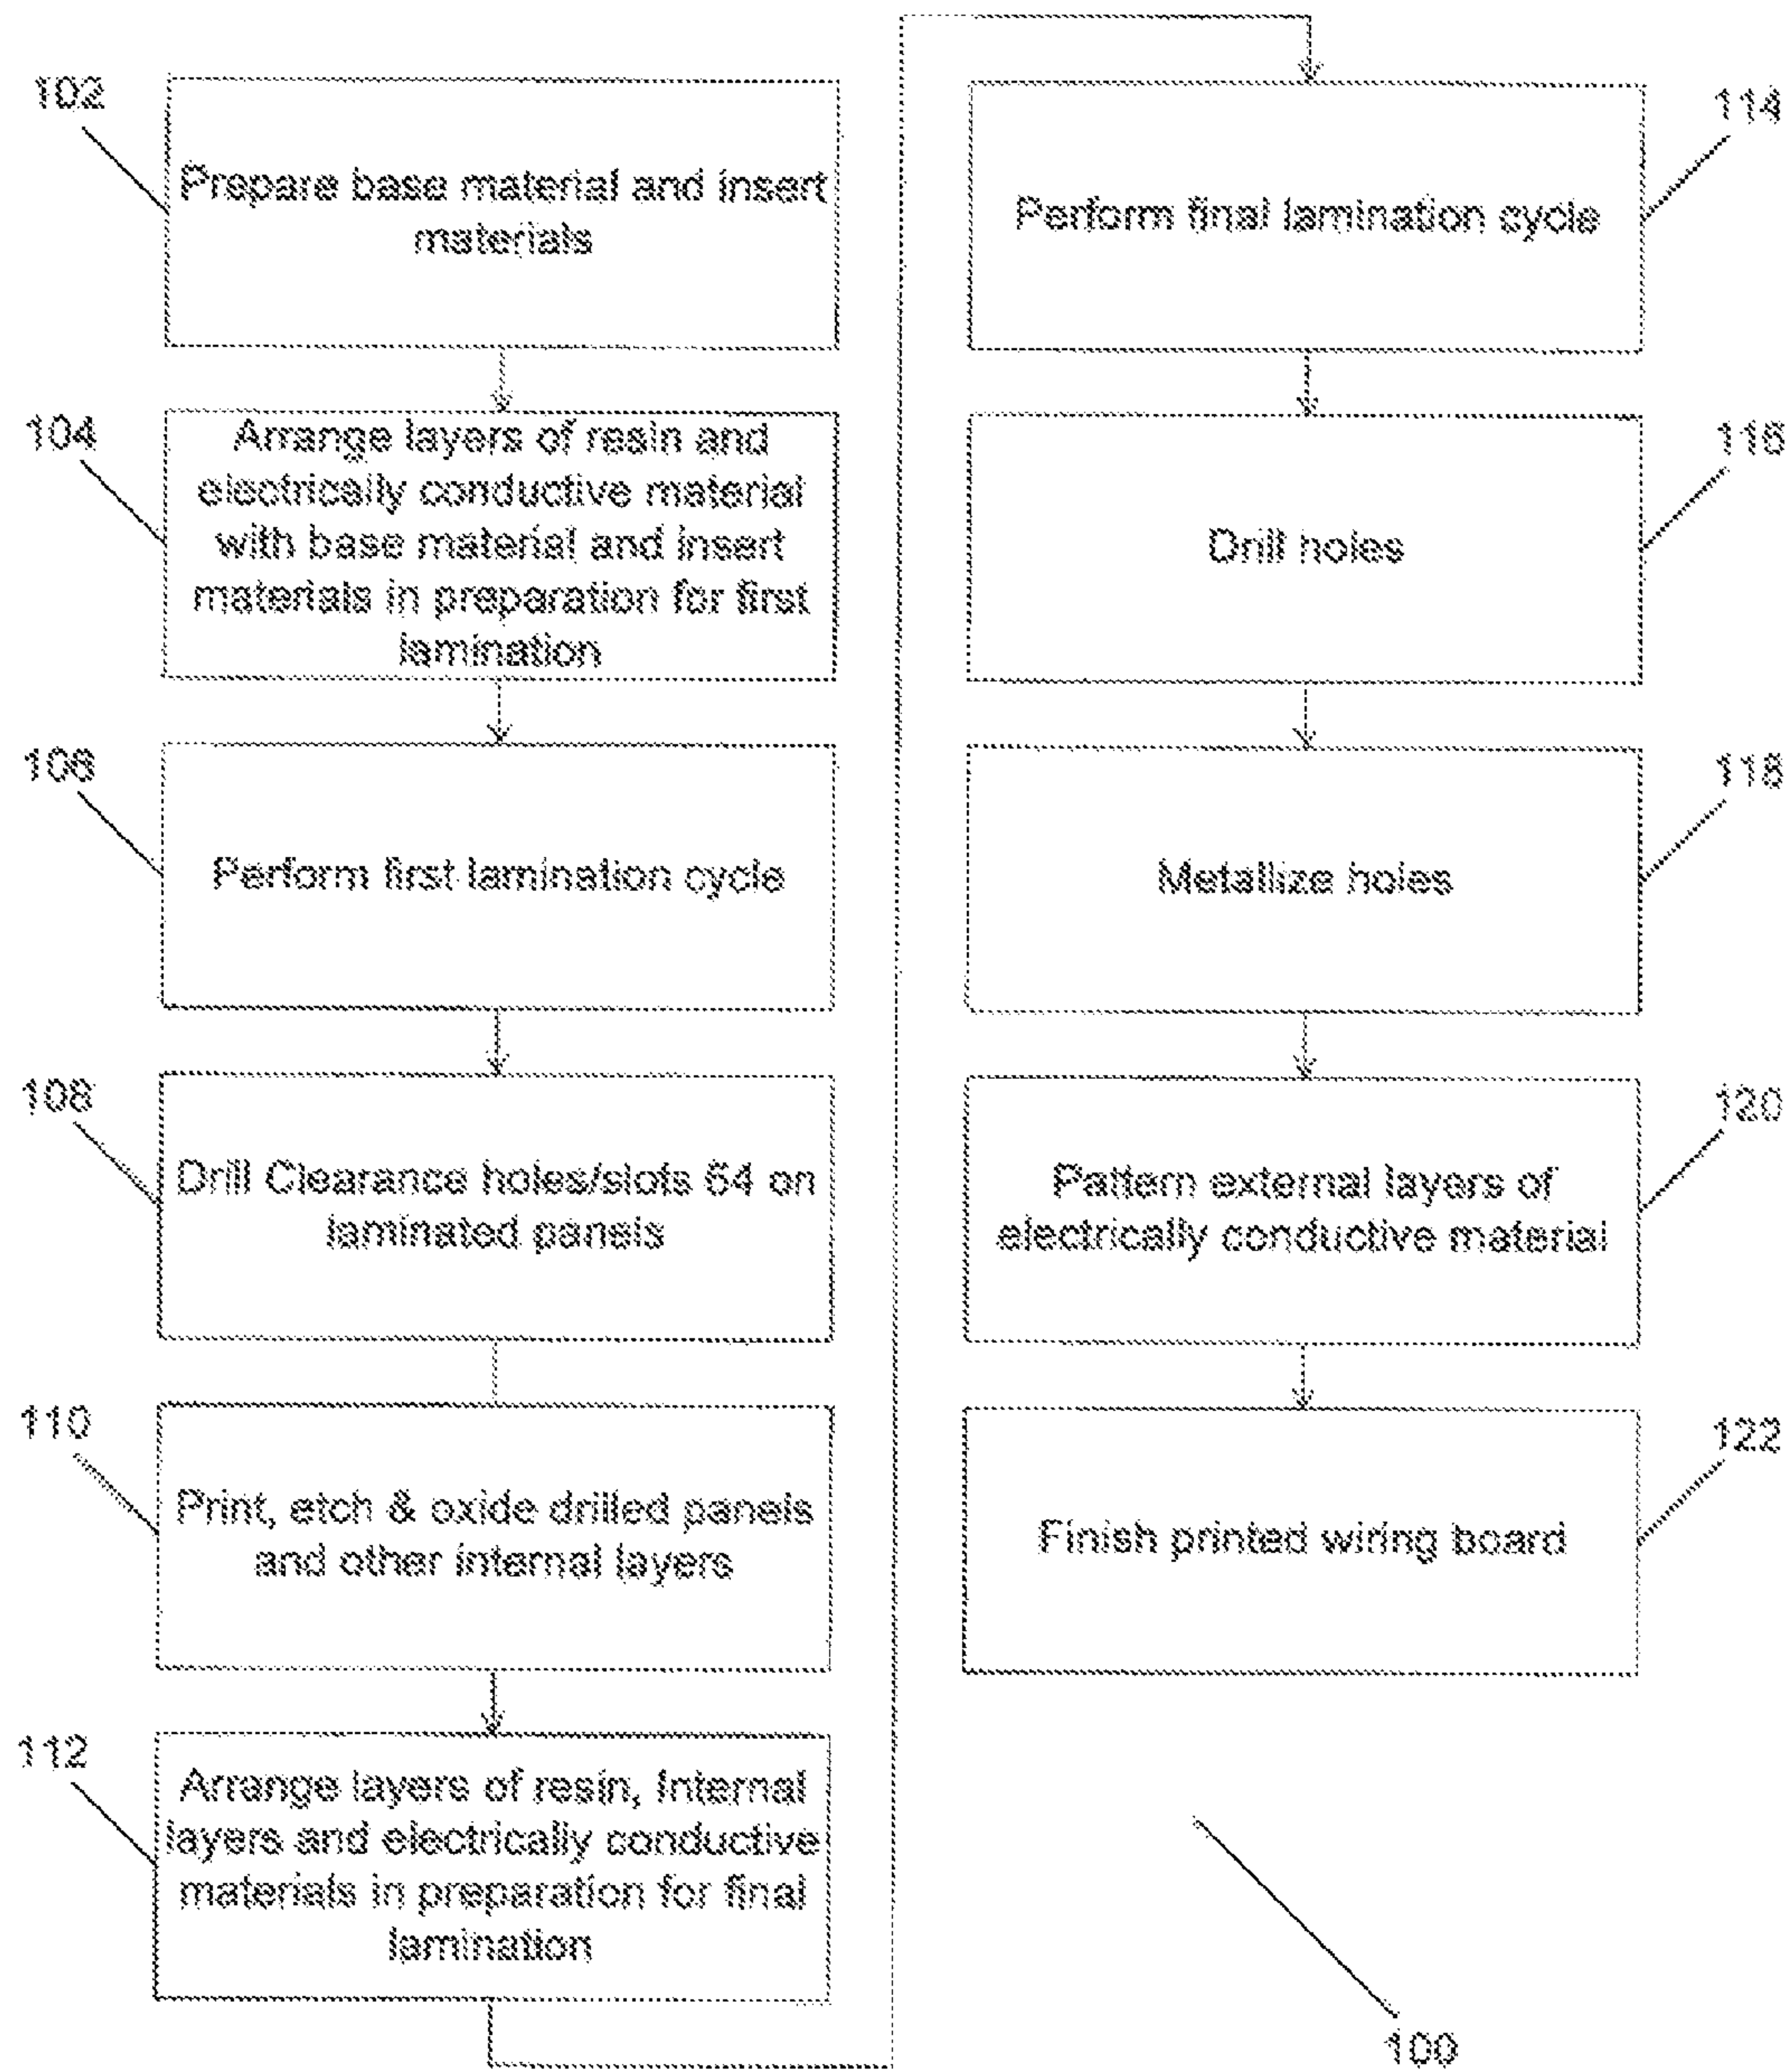 102
Prepare base material and insert
materials
104
Arrange layers of resin and
electrically conductive material
with base material and insert
materials in preparation for first
lamination
106
Perform first lamination cycle
108
Drill Clearance holes/slots 64 on
laminated panels
110
Print, etch & oxide drilled panels
and other internal layers
112
Arrange layers of resin, Internal
layers and electrically conductive
materials in preparation for final
lamination
114
Perform final lamination cycle
116
Drill holes
118
Metallize holes
120
Pattern external layers of
electrically conductive material
122
Finish printed wiring board
100